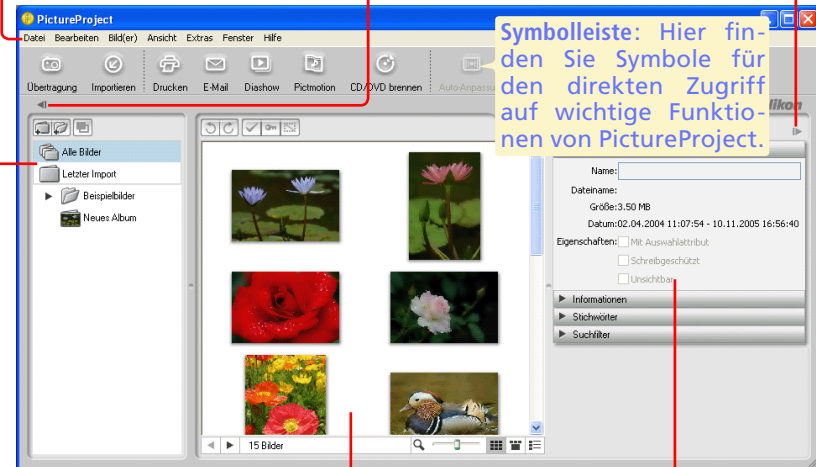 PictureProject
Datei Bearbeiten Bild(er) Ansicht Extras Fenster Hilfe
Symbolleiste: Hier fin-
den Sie Symbole für
den direkten Zugriff
auf wichtige Funktio-
nen von PictureProject.
Übertragung Importieren Drucken E-Mail Diashow Pictmotion CD/DVD brennen Auto-Anpassu
Nikon
Alle Bilder
Letzter Import
Beispielbilder
Neues Album
Name:
Dateiname:
Größe:3.50 MB
Datum:02.04.2004 11:07:54 - 10.11.2005 16:56:40
Eigenschaften: Mit Auswahlattribut
Schreibgeschützt
Unsichtbar
Informationen
Stichwörter
Suchfilter
15 Bilder